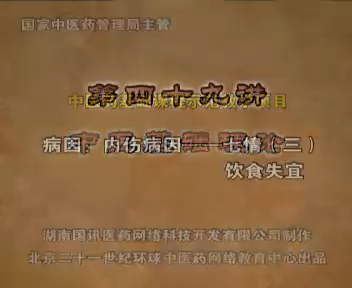 国家中医药管理局主管
第四十九讲
病因：内伤病因——七情（三）
饮食失宜
湖南国讯医药网络科技开发有限公司制作
北京二十一世纪环球中医药网络教育中心出品